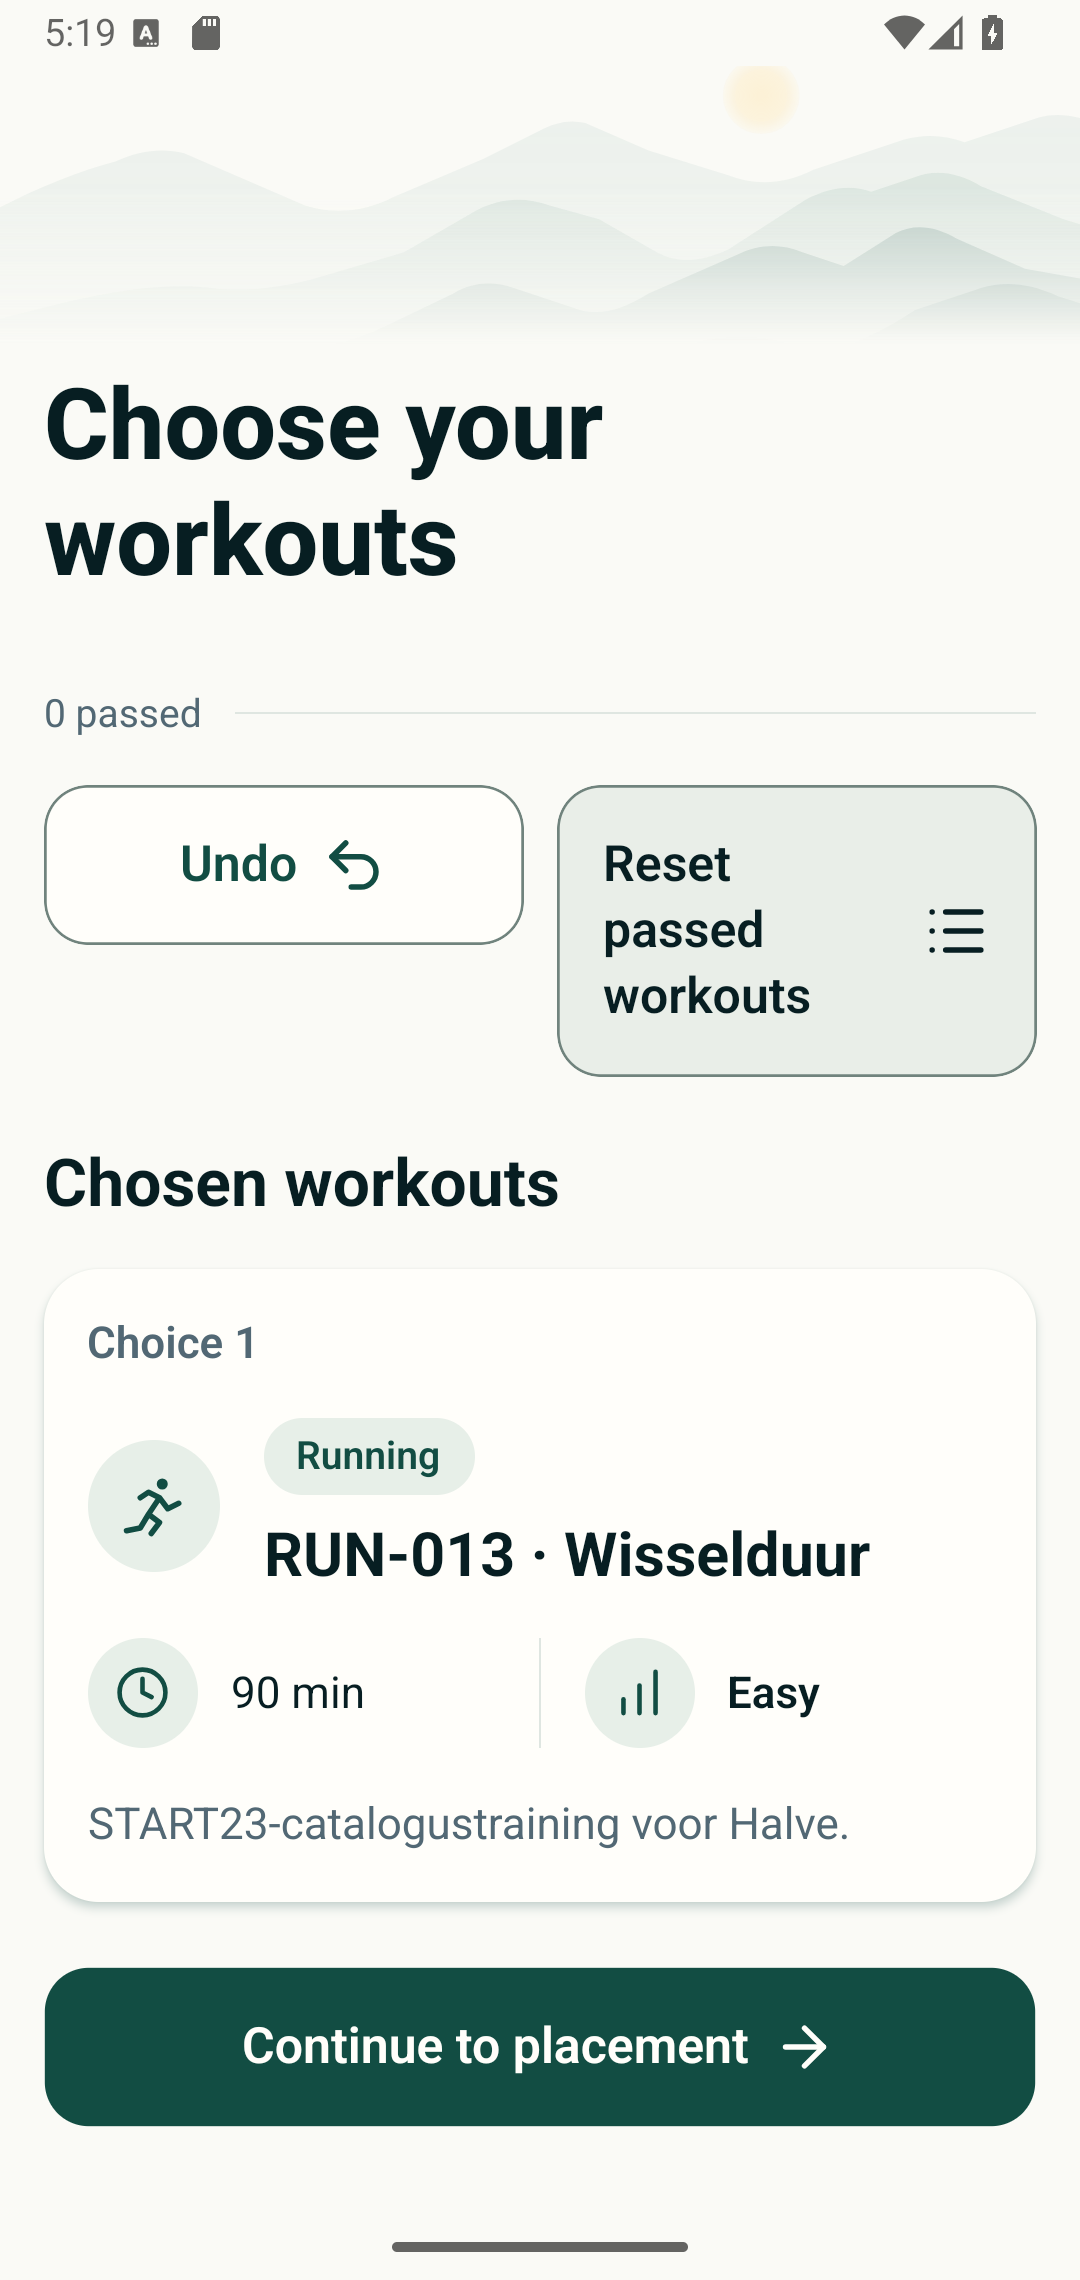 5:19
Choose your
workouts
0 passed
Undo
Reset
passed
workouts
Chosen workouts
Choice 1
Running
RUN-013 · Wisselduur
90 min
Easy
START23-catalogustraining voor Halve.
Continue to placement